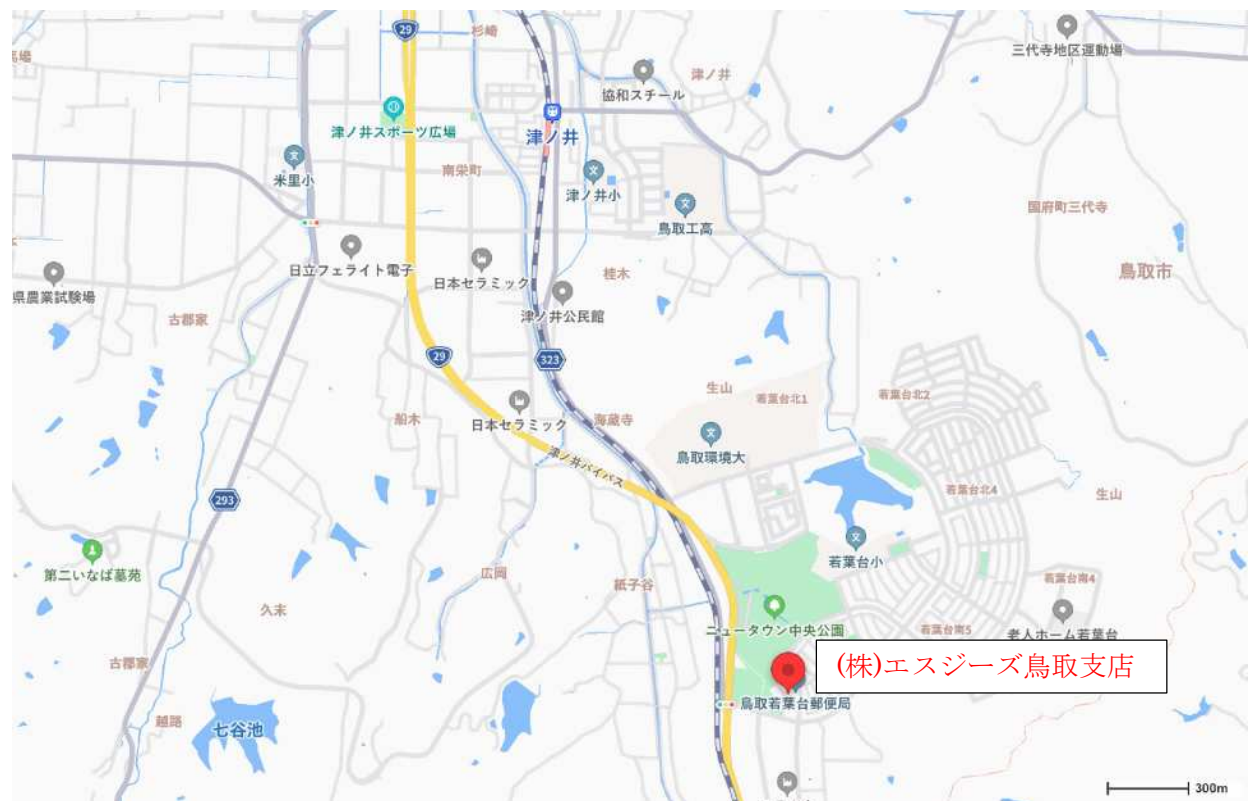 29
杉崎
三代寺地区運動場
津ノ井
協和スチール
津ノ井スポーツ広場
津ノ井
米里小
南栄町
津ノ井小
鳥取工高
国府町三代寺
鳥取市
日立フェライト電子
日本セラミック
桂木
県農業試験場
古郡家
津ノ井公民館
29
323
生山
若葉台北1
若葉台北2
船木
日本セラミック
海蔵寺
鳥取環境大
津ノ井バイパス
293
若葉台北4
生山
第二いなば墓苑
広岡
紙子谷
若葉台小
若葉台南4
久末
ニュータウン中央公園
若葉台南5
老人ホーム若葉台
古郡家
(株)エスジーズ鳥取支店
鳥取若葉台郵便局
越路
七谷池
300m